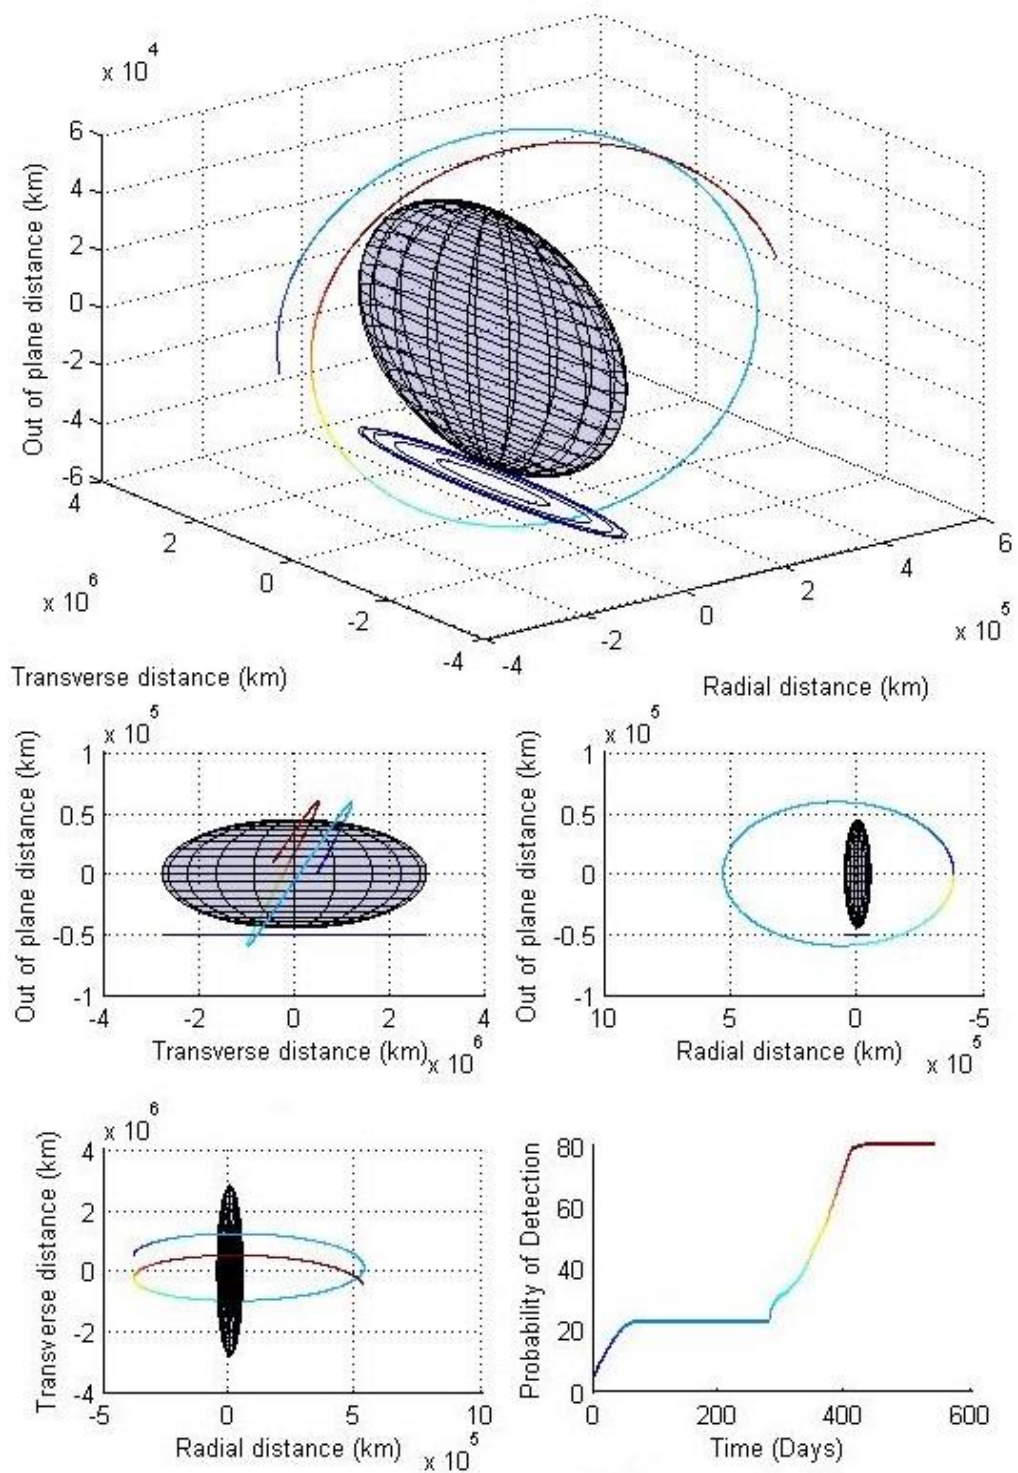 x 10^4
6
4
2
0
-2
-4
-6
Out of plane distance (km)
4
2
0
-2
-4
x 10^6
Transverse distance (km)
-4
-2
0
2
4
6
x 10^5
Radial distance (km)
x 10^5
1
0.5
0
-0.5
-1
Out of plane distance (km)
-4
-2
0
2
4
Transverse distance (km)
x 10^6
x 10^5
1
0.5
0
-0.5
-1
Out of plane distance (km)
10
5
0
-5
Radial distance (km)
x 10^5
x 10^6
4
2
0
-2
-4
Transverse distance (km)
-5
0
5
10
Radial distance (km)
x 10^5
80
60
40
20
0
Probability of Detection
0
200
400
600
Time (Days)